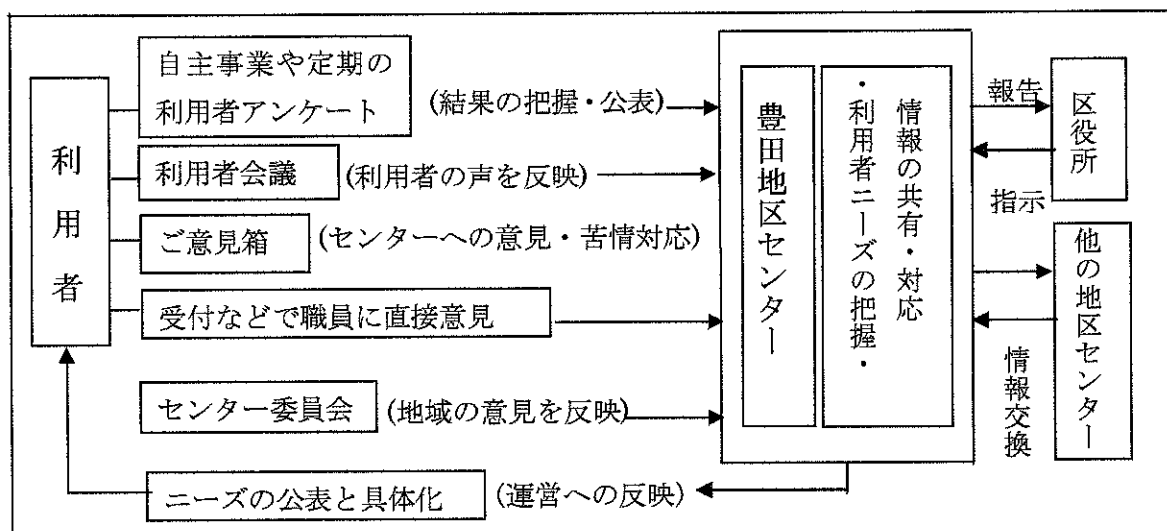 利用者
自主事業や定期の
利用者アンケート
(結果の把握・公表)
利用者会議
(利用者の声を反映)
ご意見箱
(センターへの意見・苦情対応)
受付などで職員に直接意見
センター委員会
(地域の意見を反映)
ニーズの公表と具体化
(運営への反映)
豊田地区センター
情報の共有・対応
・利用者ニーズの把握・
報告
指示
区役所
情報交換
他の地区センター